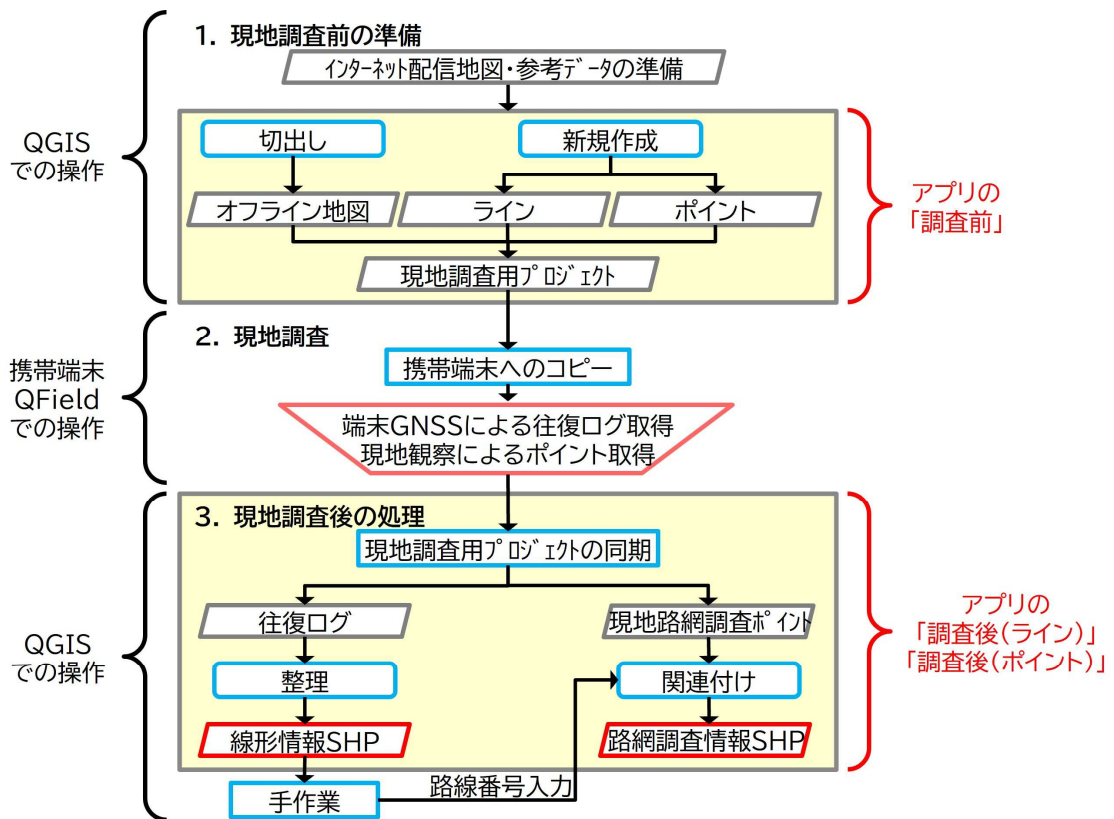 1. 現地調査前の準備
インターネット配信地図・参考データの準備
QGIS
での操作
切出し
新規作成
オフライン地図
ライン
ポイント
現地調査用プロジェクト
アプリの
「調査前」
2. 現地調査
携帯端末
QField
での操作
携帯端末へのコピー
端末GNSSによる往復ログ取得
現地観察によるポイント取得
3. 現地調査後の処理
現地調査用プロジェクトの同期
QGIS
での操作
往復ログ
現地路網調査ポイント
整理
関連付け
線形情報SHP
路網調査情報SHP
手作業
路線番号入力
アプリの
「調査後(ライン)」
「調査後(ポイント)」